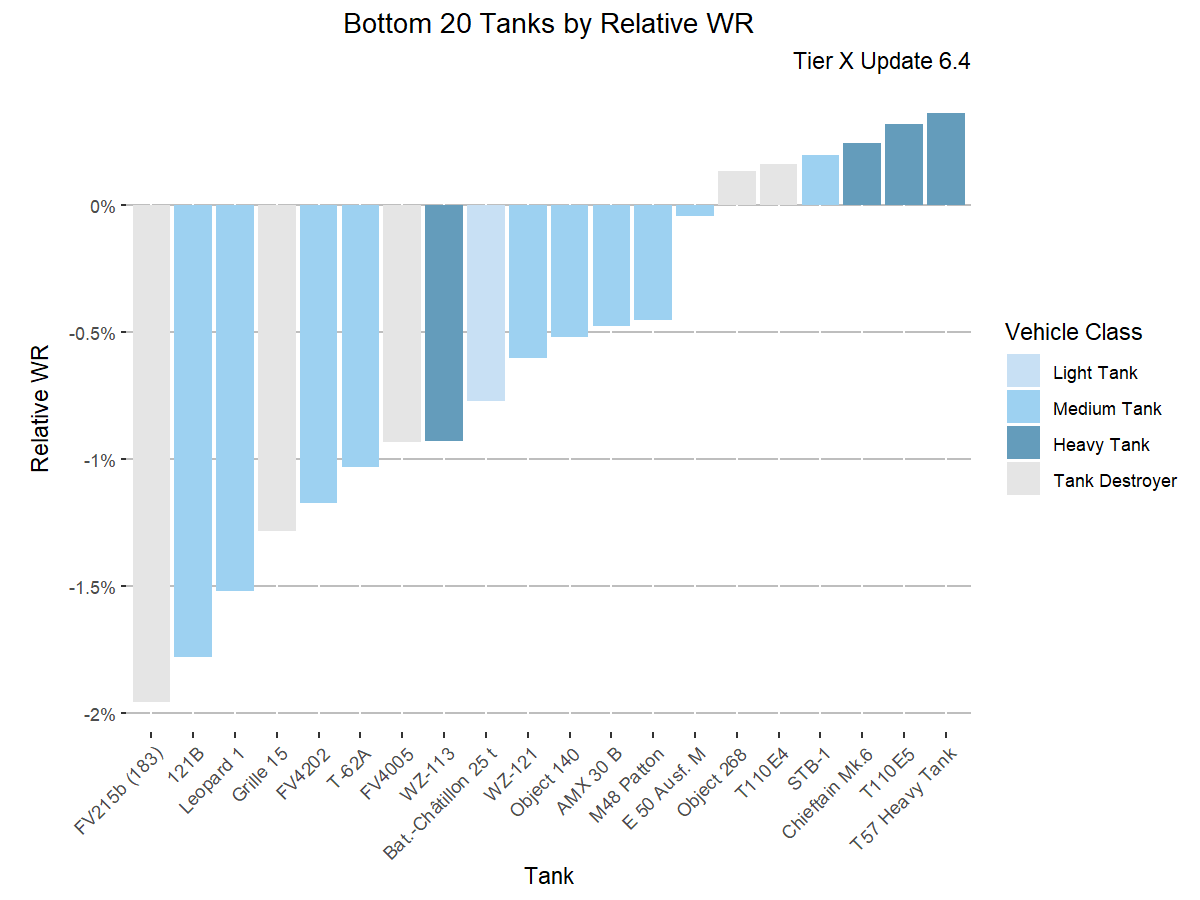 Bottom 20 Tanks by Relative WR
Tier X Update 6.4
Relative WR
0%
-0.5%
-1%
-1.5%
-2%
FV215b (183)
121B
Leopard 1
Grille 15
FV4202
T-62A
FV4005
WZ-113
Bat.-Châtillon 25 t
WZ-121
Object 140
AMX 30 B
M48 Patton
E 50 Ausf. M
Object 268
T110E4
STB-1
Chieftain Mk.6
T110E5
T57 Heavy Tank
Tank
Vehicle Class
Light Tank
Medium Tank
Heavy Tank
Tank Destroyer